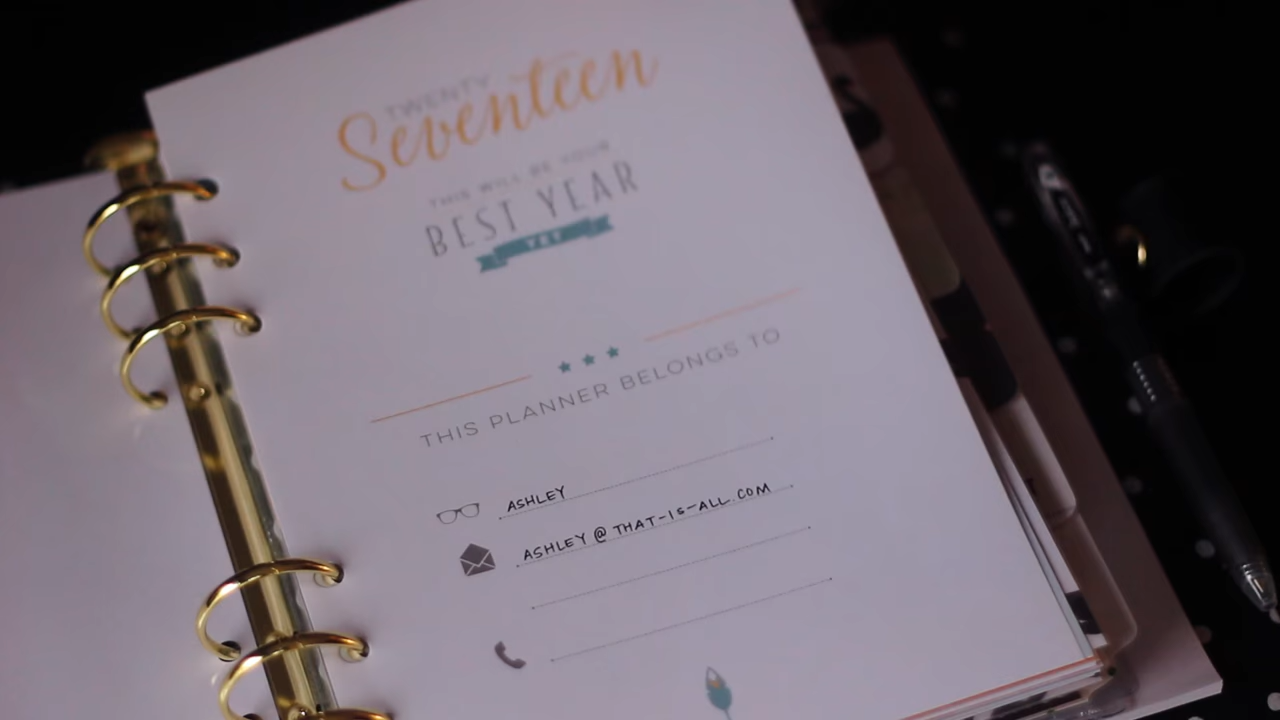 TWENTY
Seventeen
THIS WILL BE YOUR
BEST YEAR
YET
THIS PLANNER BELONGS TO
ASHLEY
ASHLEY@THAT-IS-ALL.COM